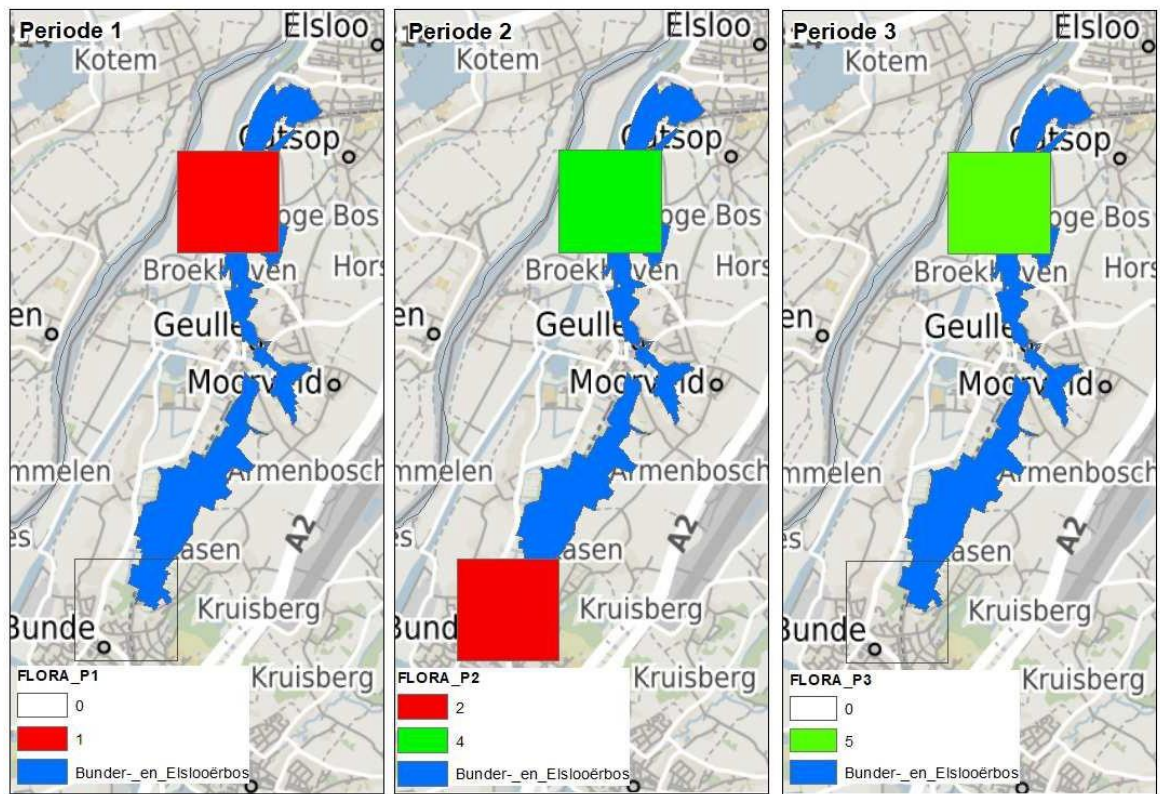 Periode 1
Elsloo
Kotem
Catsop
oge Bos
Broekhoven
Hors
en
Geulle
Moorveld
mmelen
Armenbosch
A2
es
asen
Kruisberg
Bunde
FLORA_P1
0
1
Bunder-_en_Elslooërbos
Kruisberg
Periode 2
Elsloo
Kotem
Catsop
oge Bos
Broekhoven
Hors
en
Geulle
Moorveld
mmelen
Armenbosch
A2
es
asen
Kruisberg
Bund
FLORA_P2
2
4
Bunder-_en_Elslooërbos
Kruisberg
Periode 3
Elsloo
Kotem
Catsop
oge Bos
Broekhoven
Hors
en
Geulle
Moorveld
mmelen
Armenbosch
A2
es
asen
Kruisberg
Bunde
FLORA_P3
0
5
Bunder-_en_Elslooërbos
Kruisberg